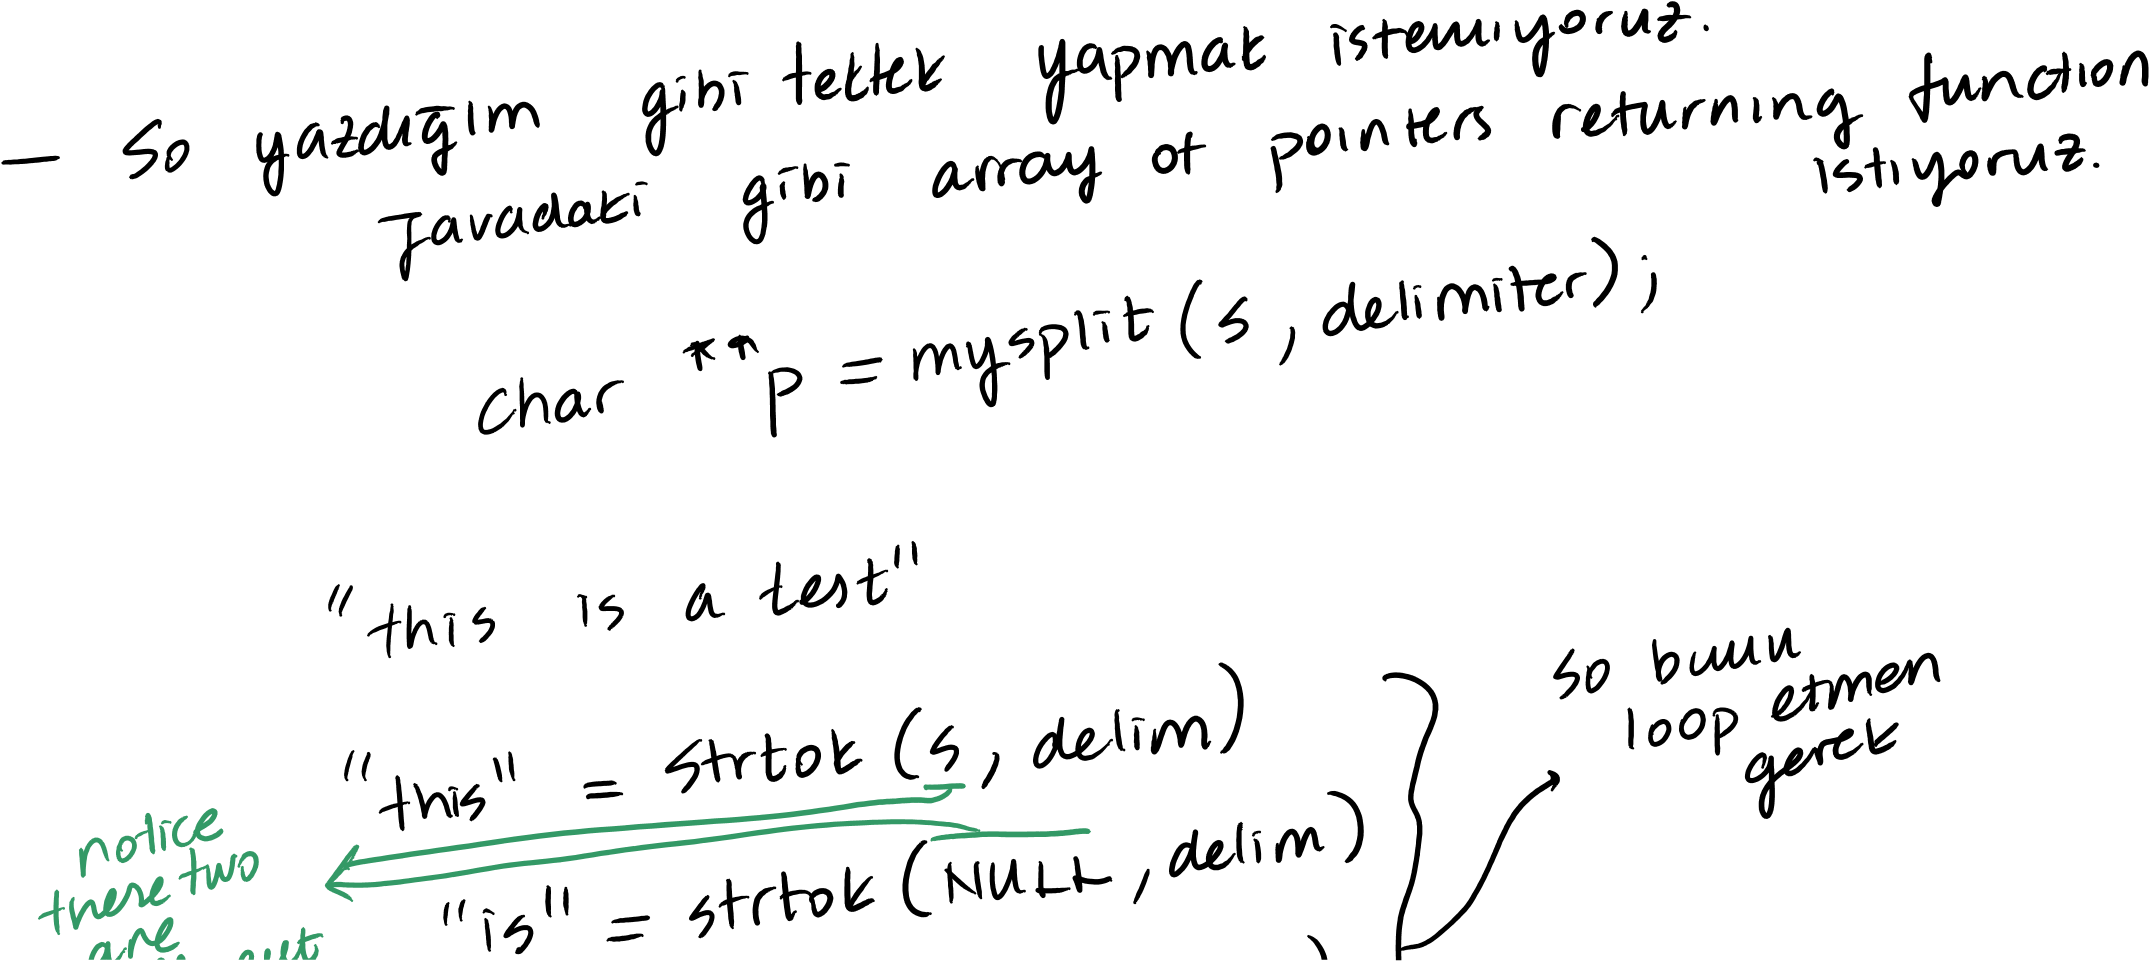 — So yazdığım gibi tektek yapmak istemiyoruz.
Javadaki gibi array of pointers returning function
istiyoruz.
char **p = mysplit(s, delimiter);
"this is a test"
"this" = strtok(s, delim)
"is" = strtok(NULL, delim)
so bunu
loop etmen
gerek
notice
these two
are